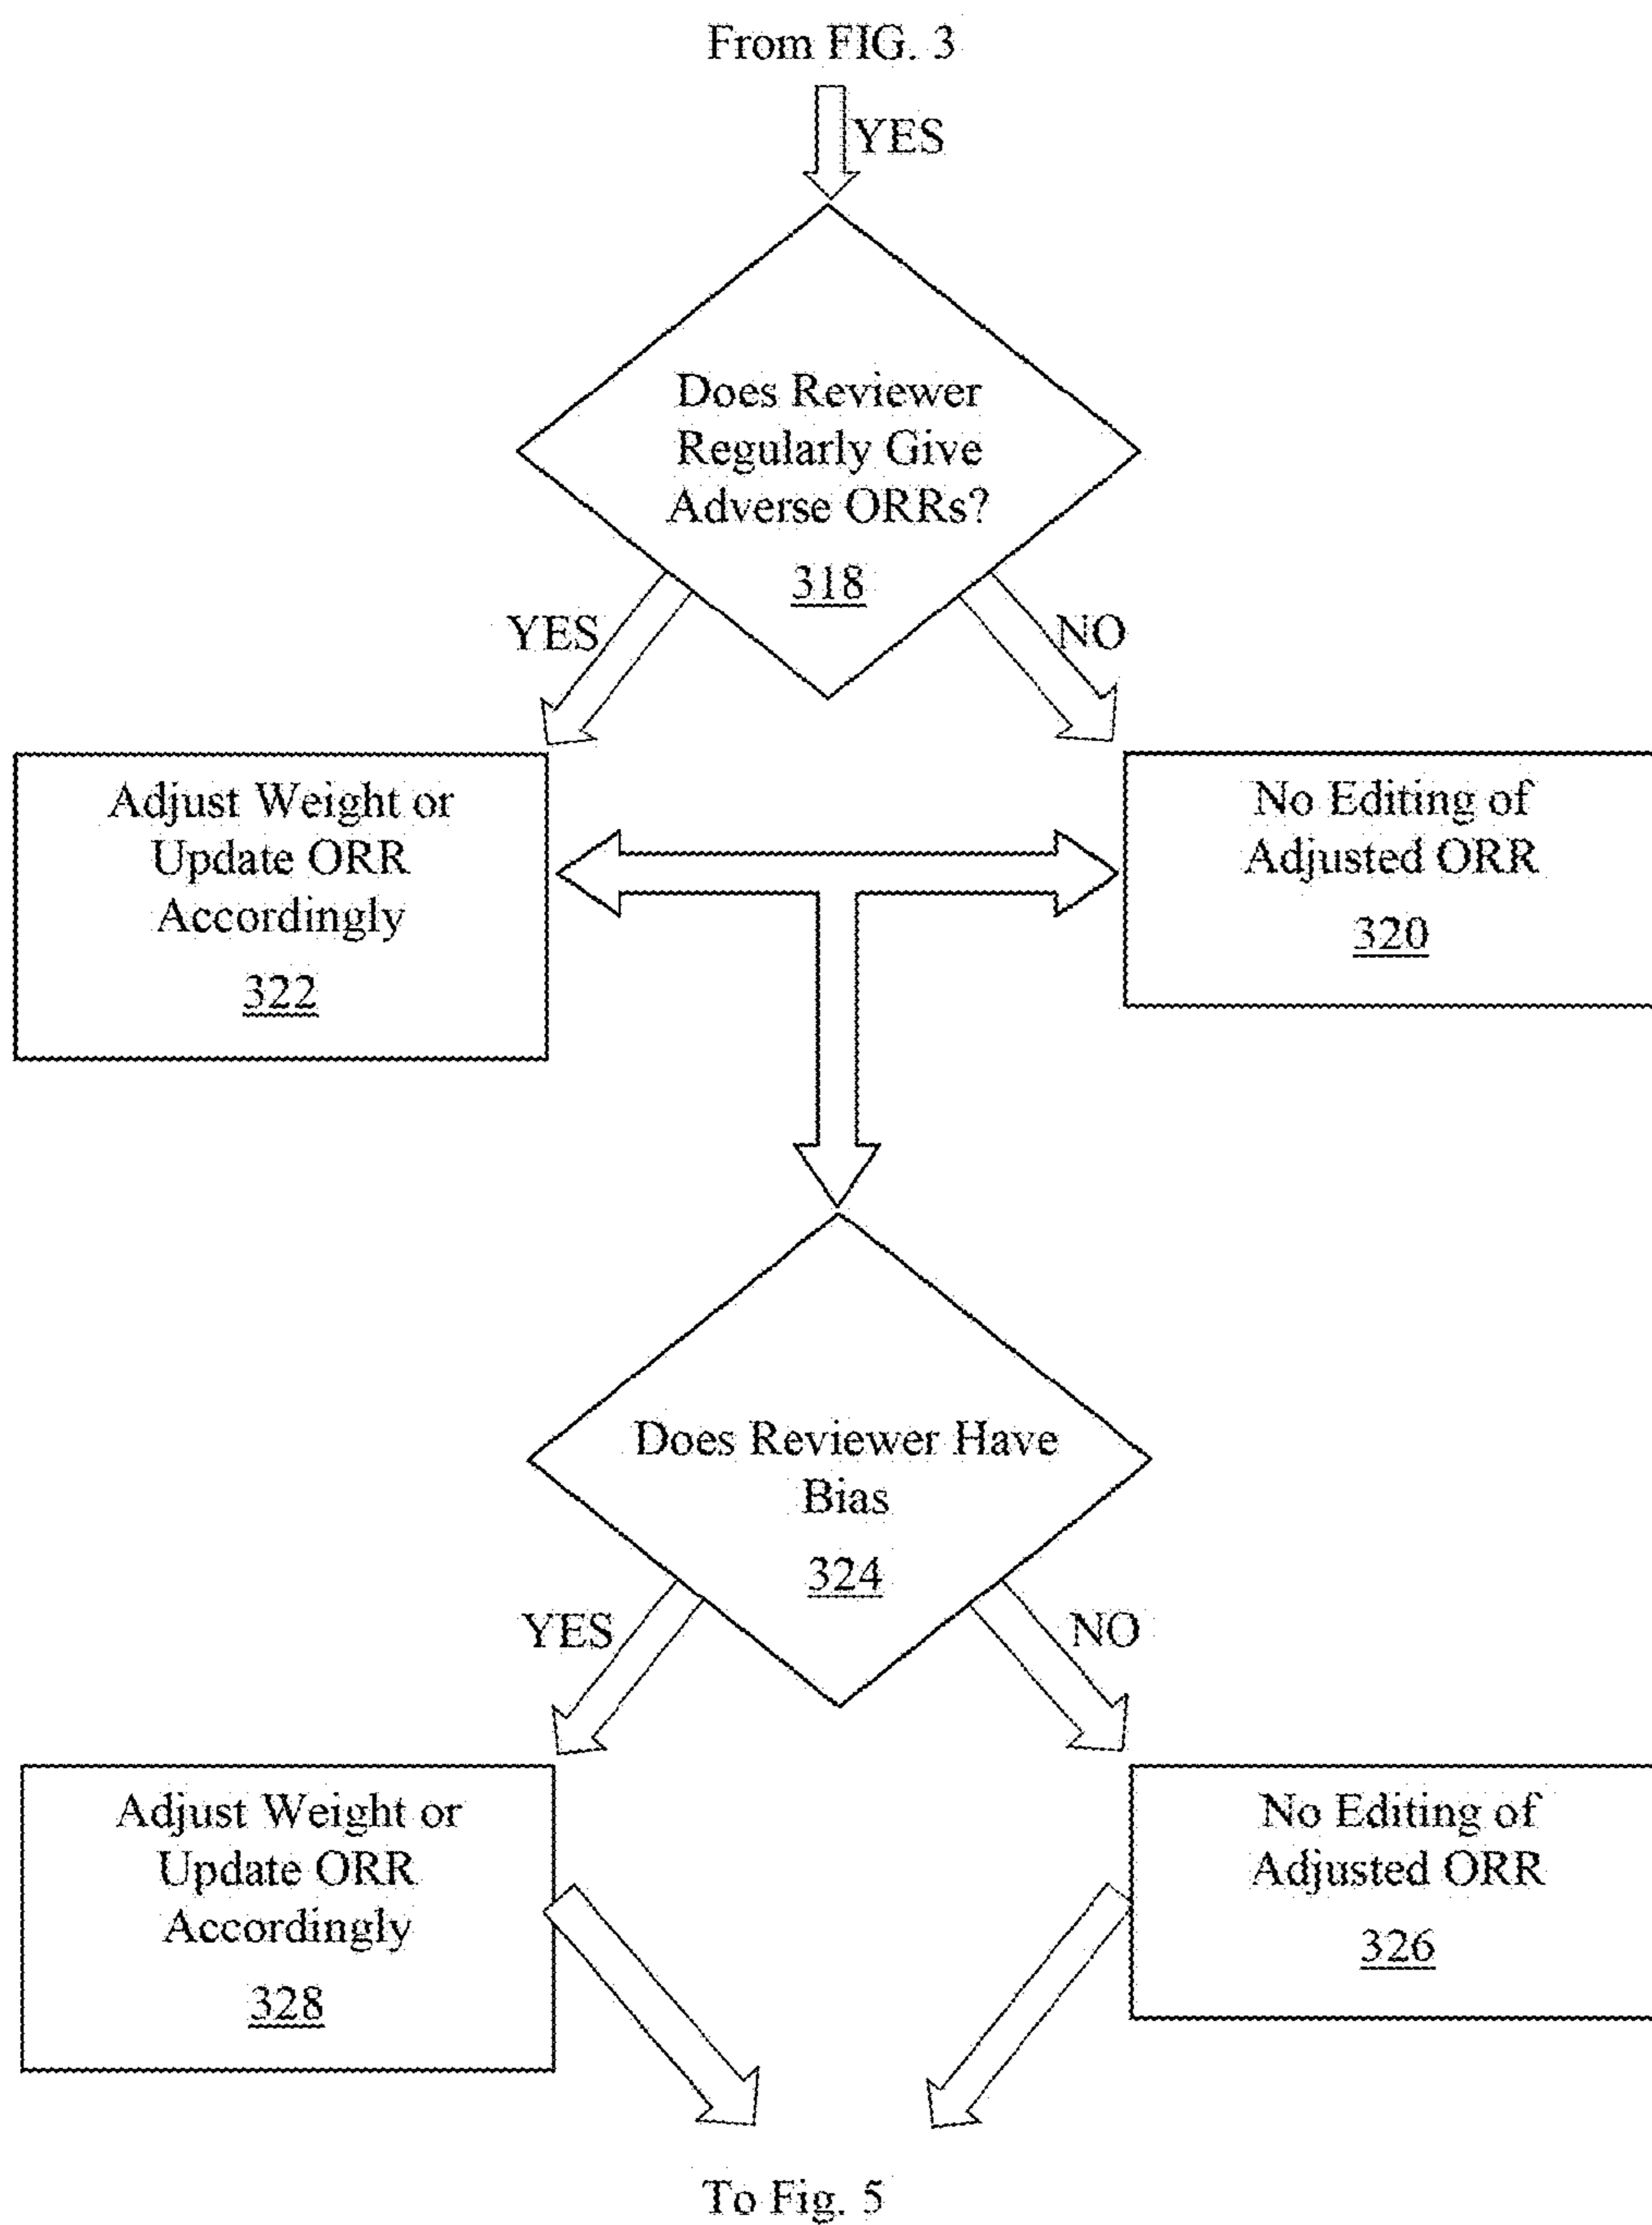 From FIG. 3
YES
Does Reviewer
Regularly Give
Adverse ORRs?
318
YES
NO
Adjust Weight or
Update ORR
Accordingly
322
No Editing of
Adjusted ORR
320
Does Reviewer Have
Bias
324
YES
NO
Adjust Weight or
Update ORR
Accordingly
328
No Editing of
Adjusted ORR
326
To Fig. 5